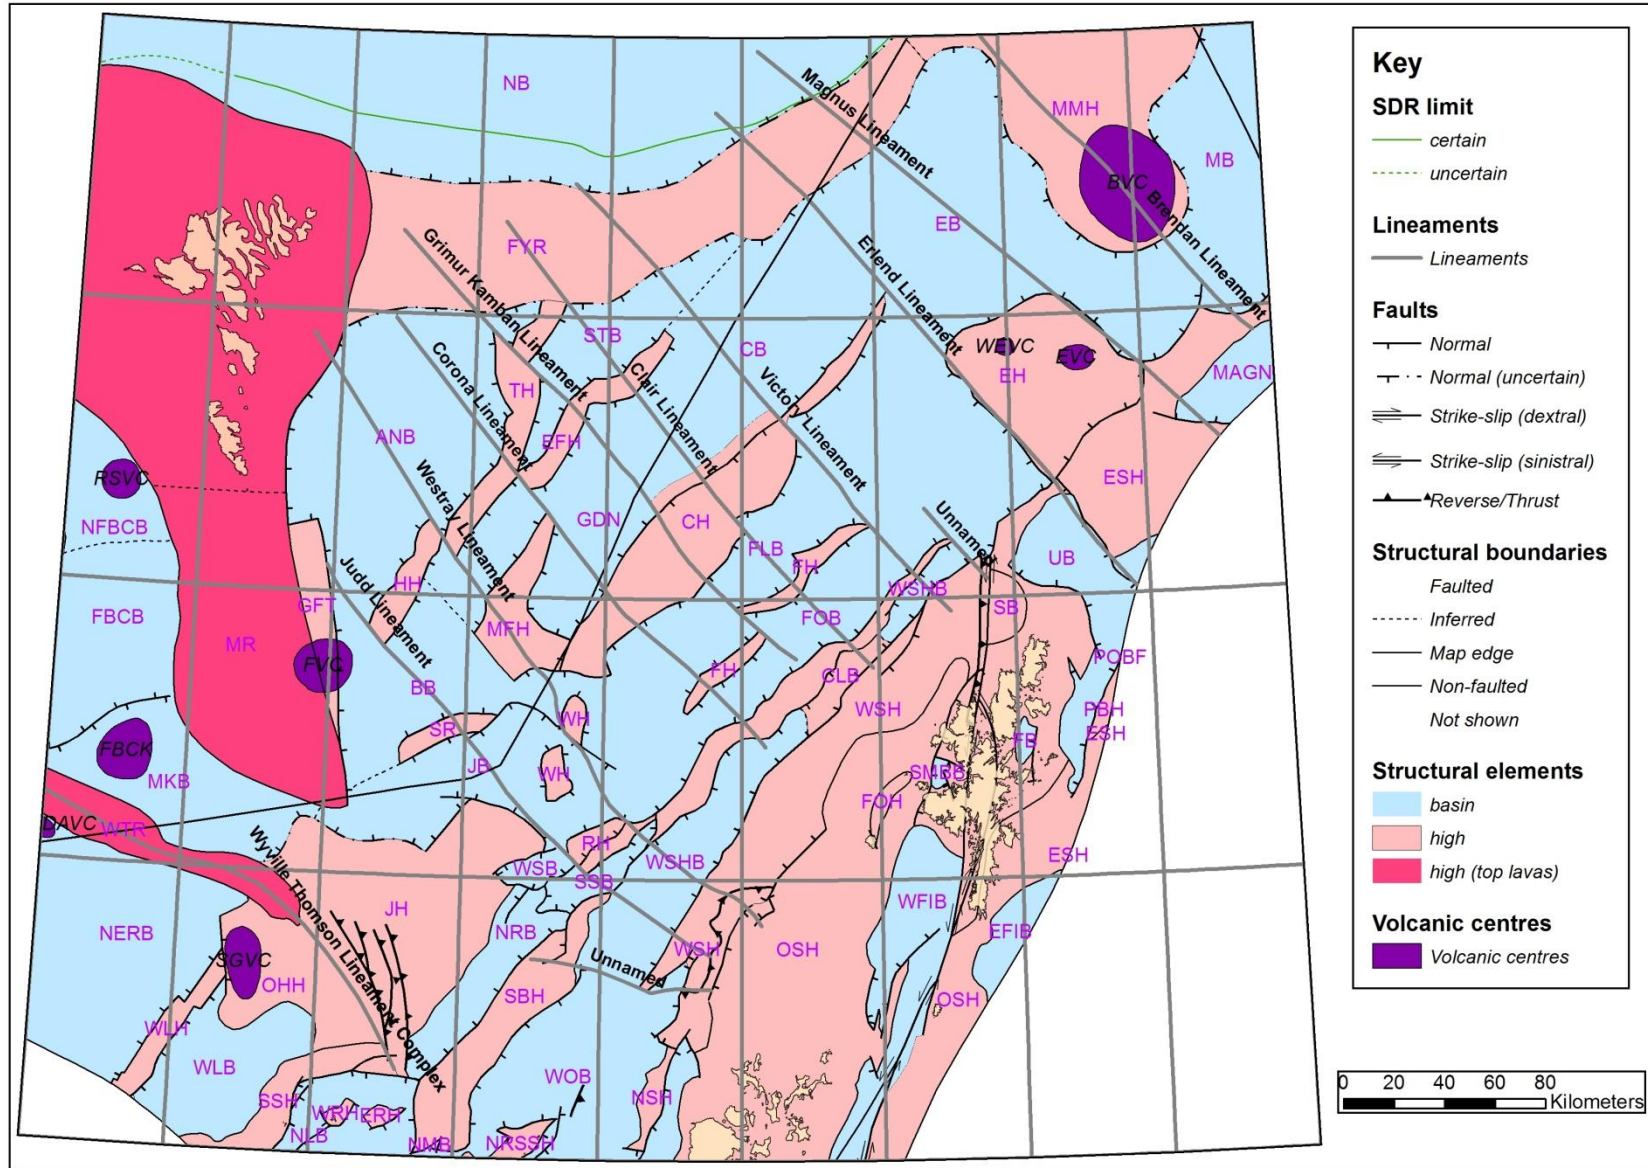 NB
MMH
MB
BVC
Magnus Lineament
Brendan Lineament
EB
FYR
Grimur Kamban Lineament
Erlend Lineament
STB
CB
WEVC
EVC
EH
MAGN
TH
Corona Lineament
Clair Lineament
Victory Lineament
ANB
EFH
Westray Lineament
RSVC
NFBCB
GDN
CH
ESH
Unnamed
FLB
UB
Judd Lineament
HH
FH
WSHB
GFT
SB
FBCB
MR
MFH
FOB
FVC
FH
CLB
POBF
BB
WSH
PBH
WH
SR
ESH
FB
FBCK
JB
WH
SMBB
MKB
FOH
DAVC
WTR
RH
WSHB
ESH
WSB
SSB
Wyville Thomson Lineament Complex
JH
WFIB
NERB
NRB
EFIB
WSH
OSH
SGVC
Unnamed
OHH
SBH
OSH
WLH
WLB
WOB
SSH
NSH
WRH
ERH
NLB
NMB
NRSSH
Key
SDR limit
certain
uncertain
Lineaments
Lineaments
Faults
Normal
Normal (uncertain)
Strike-slip (dextral)
Strike-slip (sinistral)
Reverse/Thrust
Structural boundaries
Faulted
Inferred
Map edge
Non-faulted
Not shown
Structural elements
basin
high
high (top lavas)
Volcanic centres
Volcanic centres
0 20 40 60 80
Kilometers